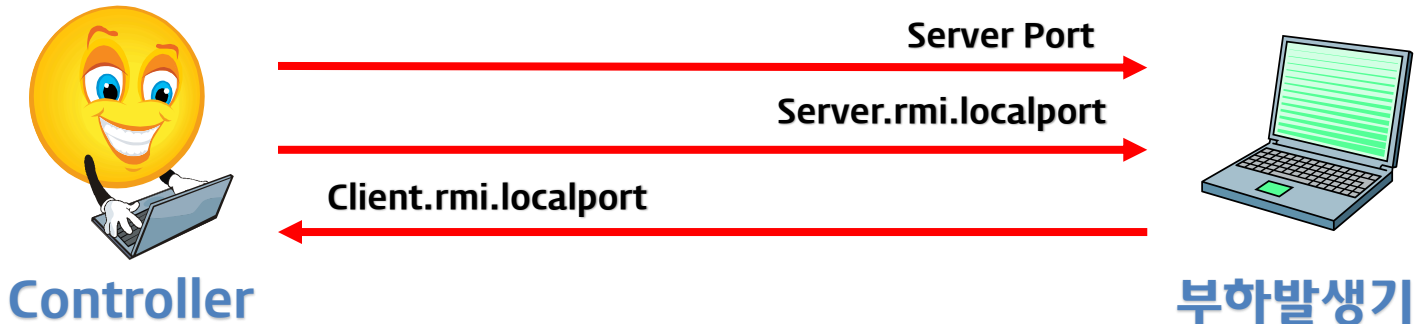 Server Port
Server.rmi.localport
Client.rmi.localport
Controller
부하발생기